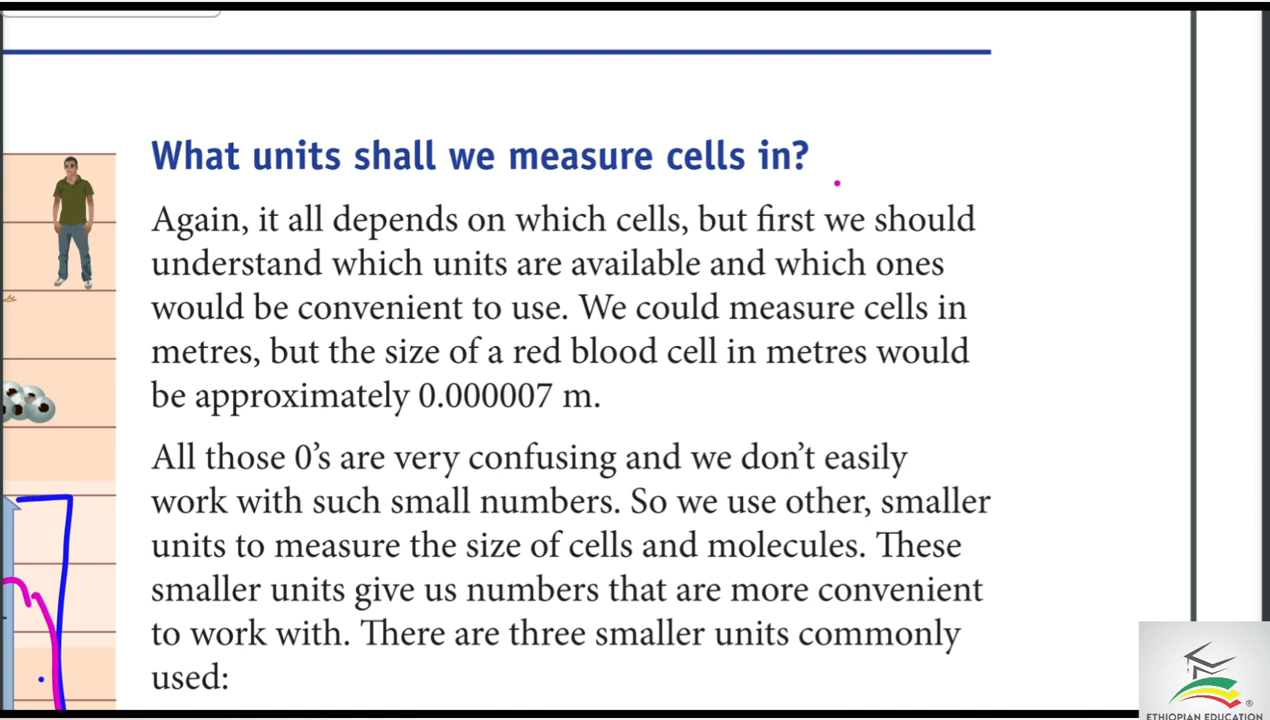 What units shall we measure cells in?
Again, it all depends on which cells, but first we should
understand which units are available and which ones
would be convenient to use. We could measure cells in
metres, but the size of a red blood cell in metres would
be approximately 0.000007 m.
All those 0’s are very confusing and we don’t easily
work with such small numbers. So we use other, smaller
units to measure the size of cells and molecules. These
smaller units give us numbers that are more convenient
to work with. There are three smaller units commonly
used:
®
ETHIOPIAN EDUCATION